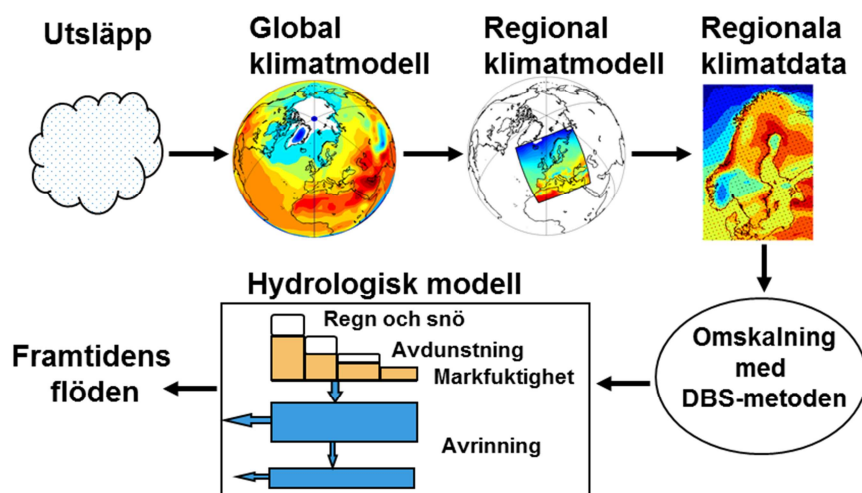 Utsläpp
Global
klimatmodell
Regional
klimatmodell
Regionala
klimatdata
Omskalning
med
DBS-metoden
Hydrologisk modell
Regn och snö
Avdunstning
Markfuktighet
Avrinning
Framtidens
flöden